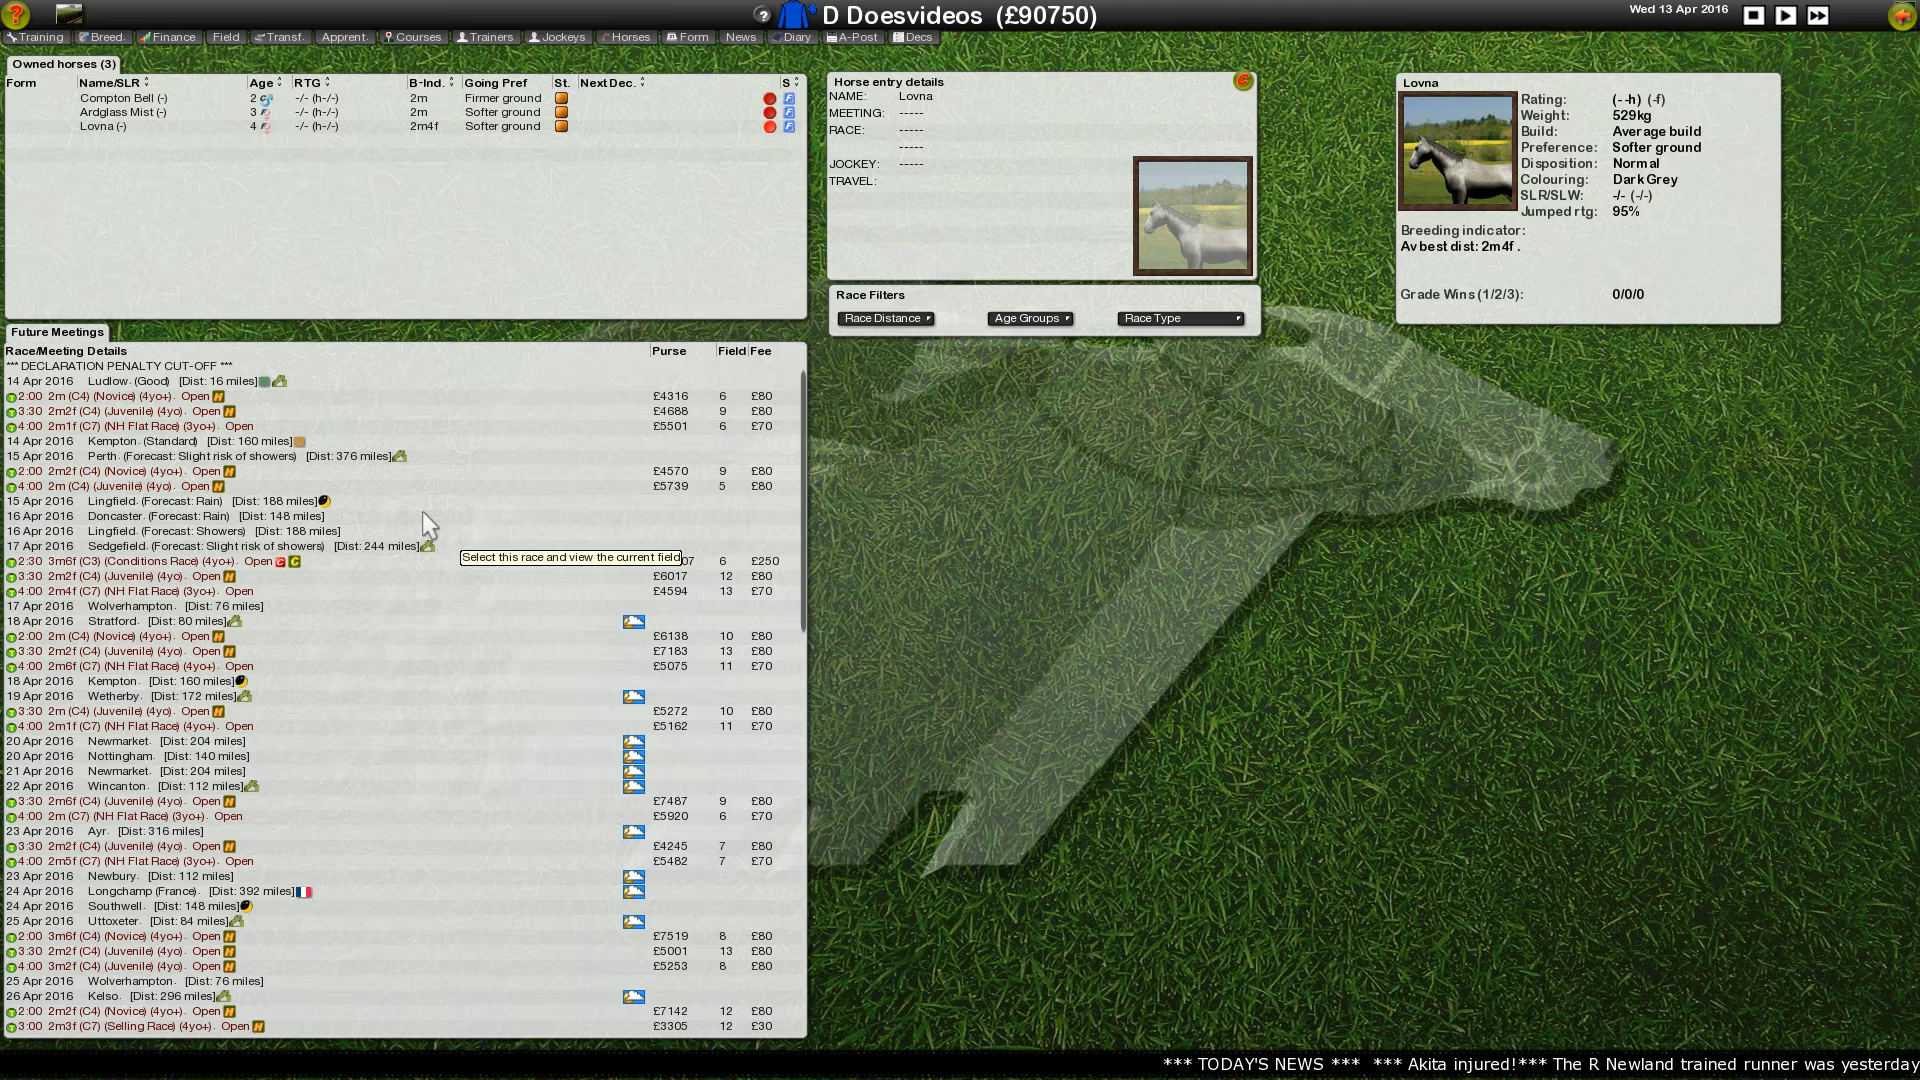 D Doesvideos (£90750)
Wed 13 Apr 2016
Training Breed. Finance Field Transf. Apprent. Courses Trainers Jockeys Horses Form News Diary A-Post Decs
Owned horses (3)
Form Name/SLR Age RTG B-Ind. Going Pref St. Next Dec. S
Compton Bell (-) 2 -/- (h-/-) 2m Firmer ground
Ardglass Mist (-) 3 -/- (h-/-) 2m Softer ground
Lovna (-) 4 -/- (h-/-) 2m4f Softer ground
Horse entry details
NAME: Lovna
MEETING: -----
RACE: -----
-----
JOCKEY: -----
TRAVEL:
Race Filters
Race Distance Age Groups Race Type
Lovna
Rating: (- -h) (-f)
Weight: 529kg
Build: Average build
Preference: Softer ground
Disposition: Normal
Colouring: Dark Grey
SLR/SLW: -/- (-/-)
Jumped rtg: 95%
Breeding indicator:
Av best dist: 2m4f .
Grade Wins (1/2/3): 0/0/0
Future Meetings
Race/Meeting Details Purse Field Fee
*** DECLARATION PENALTY CUT-OFF ***
14 Apr 2016 Ludlow. (Good) [Dist: 16 miles]
2:00 2m (C4) (Novice) (4yo+). Open H £4316 6 £80
3:30 2m2f (C4) (Juvenile) (4yo). Open H £4688 9 £80
4:00 2m1f (C7) (NH Flat Race) (3yo+). Open £5501 6 £70
14 Apr 2016 Kempton. (Standard) [Dist: 160 miles]
15 Apr 2016 Perth. (Forecast: Slight risk of showers) [Dist: 376 miles]
2:00 2m2f (C4) (Novice) (4yo+). Open H £4570 9 £80
4:00 2m (C4) (Juvenile) (4yo). Open H £5739 5 £80
15 Apr 2016 Lingfield. (Forecast: Rain) [Dist: 188 miles]
16 Apr 2016 Doncaster. (Forecast: Rain) [Dist: 148 miles]
16 Apr 2016 Lingfield. (Forecast: Showers) [Dist: 188 miles]
17 Apr 2016 Sedgefield. (Forecast: Slight risk of showers) [Dist: 244 miles]
Select this race and view the current field
2:30 3m6f (C3) (Conditions Race) (4yo+). Open C G 07 6 £250
3:30 2m2f (C4) (Juvenile) (4yo). Open H £6017 12 £80
4:00 2m4f (C7) (NH Flat Race) (3yo+). Open £4594 13 £70
17 Apr 2016 Wolverhampton. [Dist: 76 miles]
18 Apr 2016 Stratford. [Dist: 80 miles]
2:00 2m (C4) (Novice) (4yo+). Open H £6138 10 £80
3:30 2m2f (C4) (Juvenile) (4yo). Open H £7183 13 £80
4:00 2m6f (C7) (NH Flat Race) (4yo+). Open £5075 11 £70
18 Apr 2016 Kempton. [Dist: 160 miles]
19 Apr 2016 Wetherby. [Dist: 172 miles]
3:30 2m (C4) (Juvenile) (4yo). Open H £5272 10 £80
4:00 2m1f (C7) (NH Flat Race) (4yo+). Open £5162 11 £70
20 Apr 2016 Newmarket. [Dist: 204 miles]
20 Apr 2016 Nottingham. [Dist: 140 miles]
21 Apr 2016 Newmarket. [Dist: 204 miles]
22 Apr 2016 Wincanton. [Dist: 112 miles]
3:30 2m6f (C4) (Juvenile) (4yo). Open H £7487 9 £80
4:00 2m (C7) (NH Flat Race) (3yo+). Open £5920 6 £70
23 Apr 2016 Ayr. [Dist: 316 miles]
3:30 2m2f (C4) (Juvenile) (4yo). Open H £4245 7 £80
4:00 2m5f (C7) (NH Flat Race) (3yo+). Open £5482 7 £70
23 Apr 2016 Newbury. [Dist: 112 miles]
24 Apr 2016 Longchamp (France). [Dist: 392 miles]
24 Apr 2016 Southwell. [Dist: 148 miles]
25 Apr 2016 Uttoxeter. [Dist: 84 miles]
2:00 3m6f (C4) (Novice) (4yo+). Open H £7519 8 £80
3:30 2m2f (C4) (Juvenile) (4yo). Open H £5001 13 £80
4:00 3m2f (C4) (Juvenile) (4yo). Open H £5253 8 £80
25 Apr 2016 Wolverhampton. [Dist: 76 miles]
26 Apr 2016 Kelso. [Dist: 296 miles]
2:00 2m2f (C4) (Novice) (4yo+). Open H £7142 12 £80
3:00 2m3f (C7) (Selling Race) (4yo+). Open H £3305 12 £30
*** TODAY'S NEWS *** *** Akita injured!*** The R Newland trained runner was yesterday